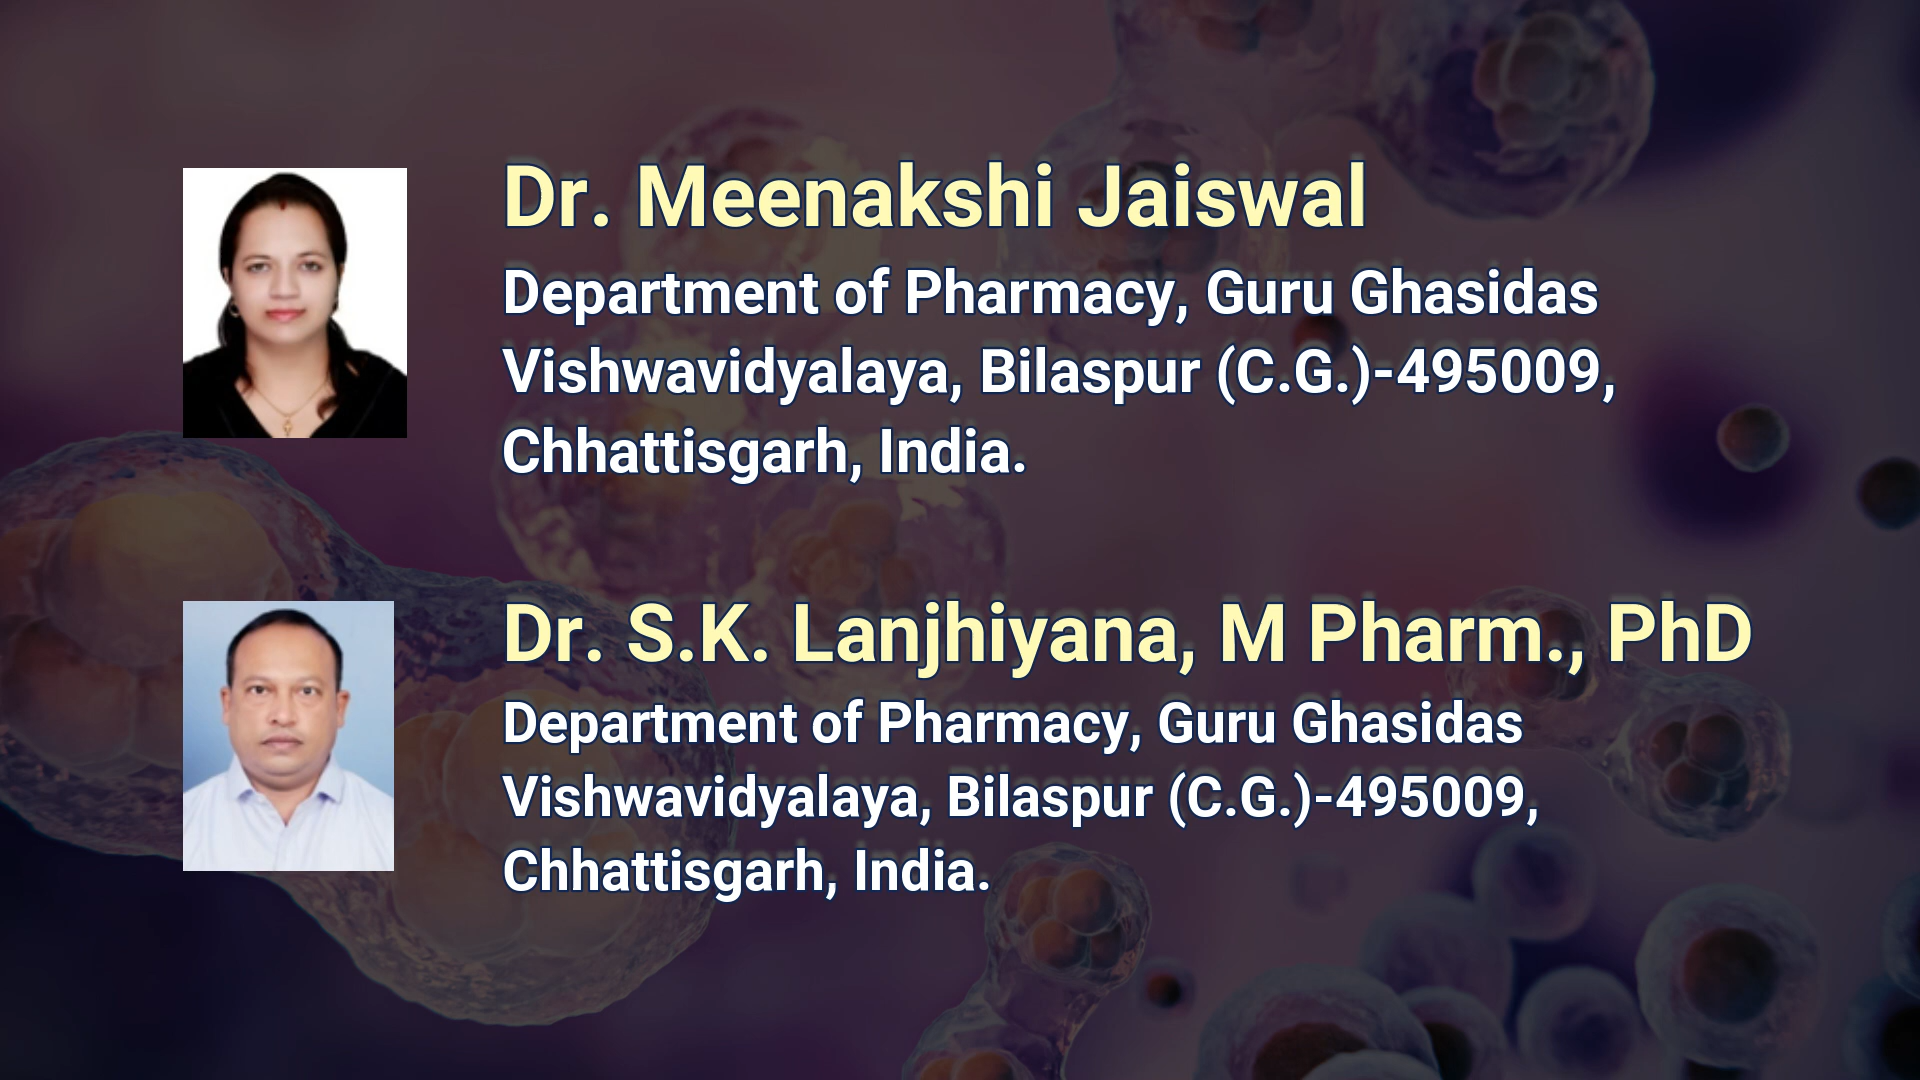 Dr. Meenakshi Jaiswal
Department of Pharmacy, Guru Ghasidas
Vishwavidyalaya, Bilaspur (C.G.)-495009,
Chhattisgarh, India.
Dr. S.K. Lanjhiyana, M Pharm., PhD
Department of Pharmacy, Guru Ghasidas
Vishwavidyalaya, Bilaspur (C.G.)-495009,
Chhattisgarh, India.